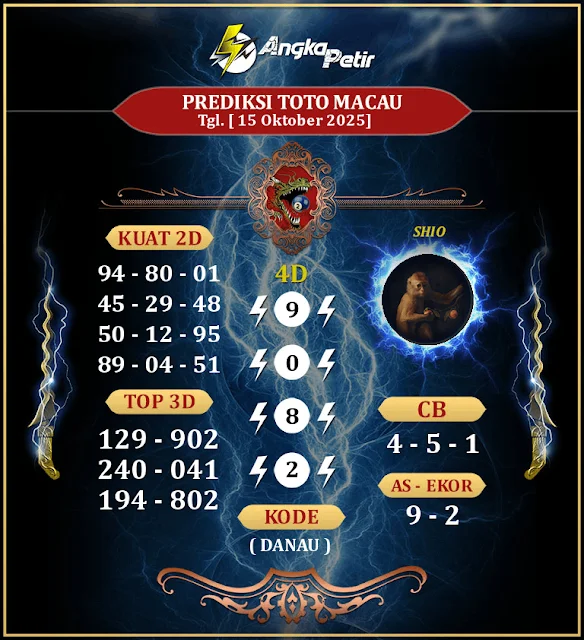 Angka Petir
PREDIKSI TOTO MACAU
Tgl. [ 15 Oktober 2025]
KUAT 2D
94 - 80 - 01
45 - 29 - 48
50 - 12 - 95
89 - 04 - 51
TOP 3D
129 - 902
240 - 041
194 - 802
4D
9
0
8
2
KODE
( DANAU )
SHIO
CB
4 - 5 - 1
AS - EKOR
9 - 2